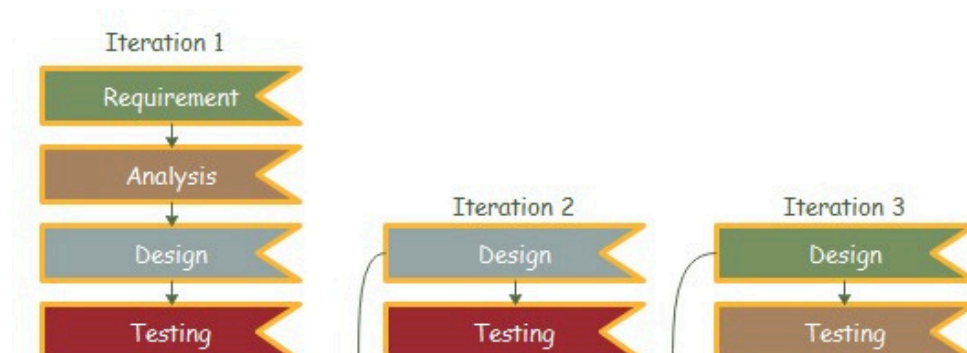 Iteration 1
Requirement
Analysis
Design
Testing
Iteration 2
Design
Testing
Iteration 3
Design
Testing